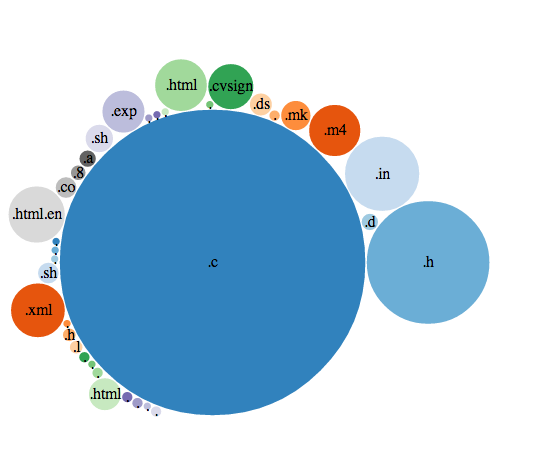 .html
.cvsign
.ds
.exp
.mk
.m4
.sh
.a
.8
.in
.co
.html.en
.d
.c
.h
.sh
.xml
.h
.l
.html